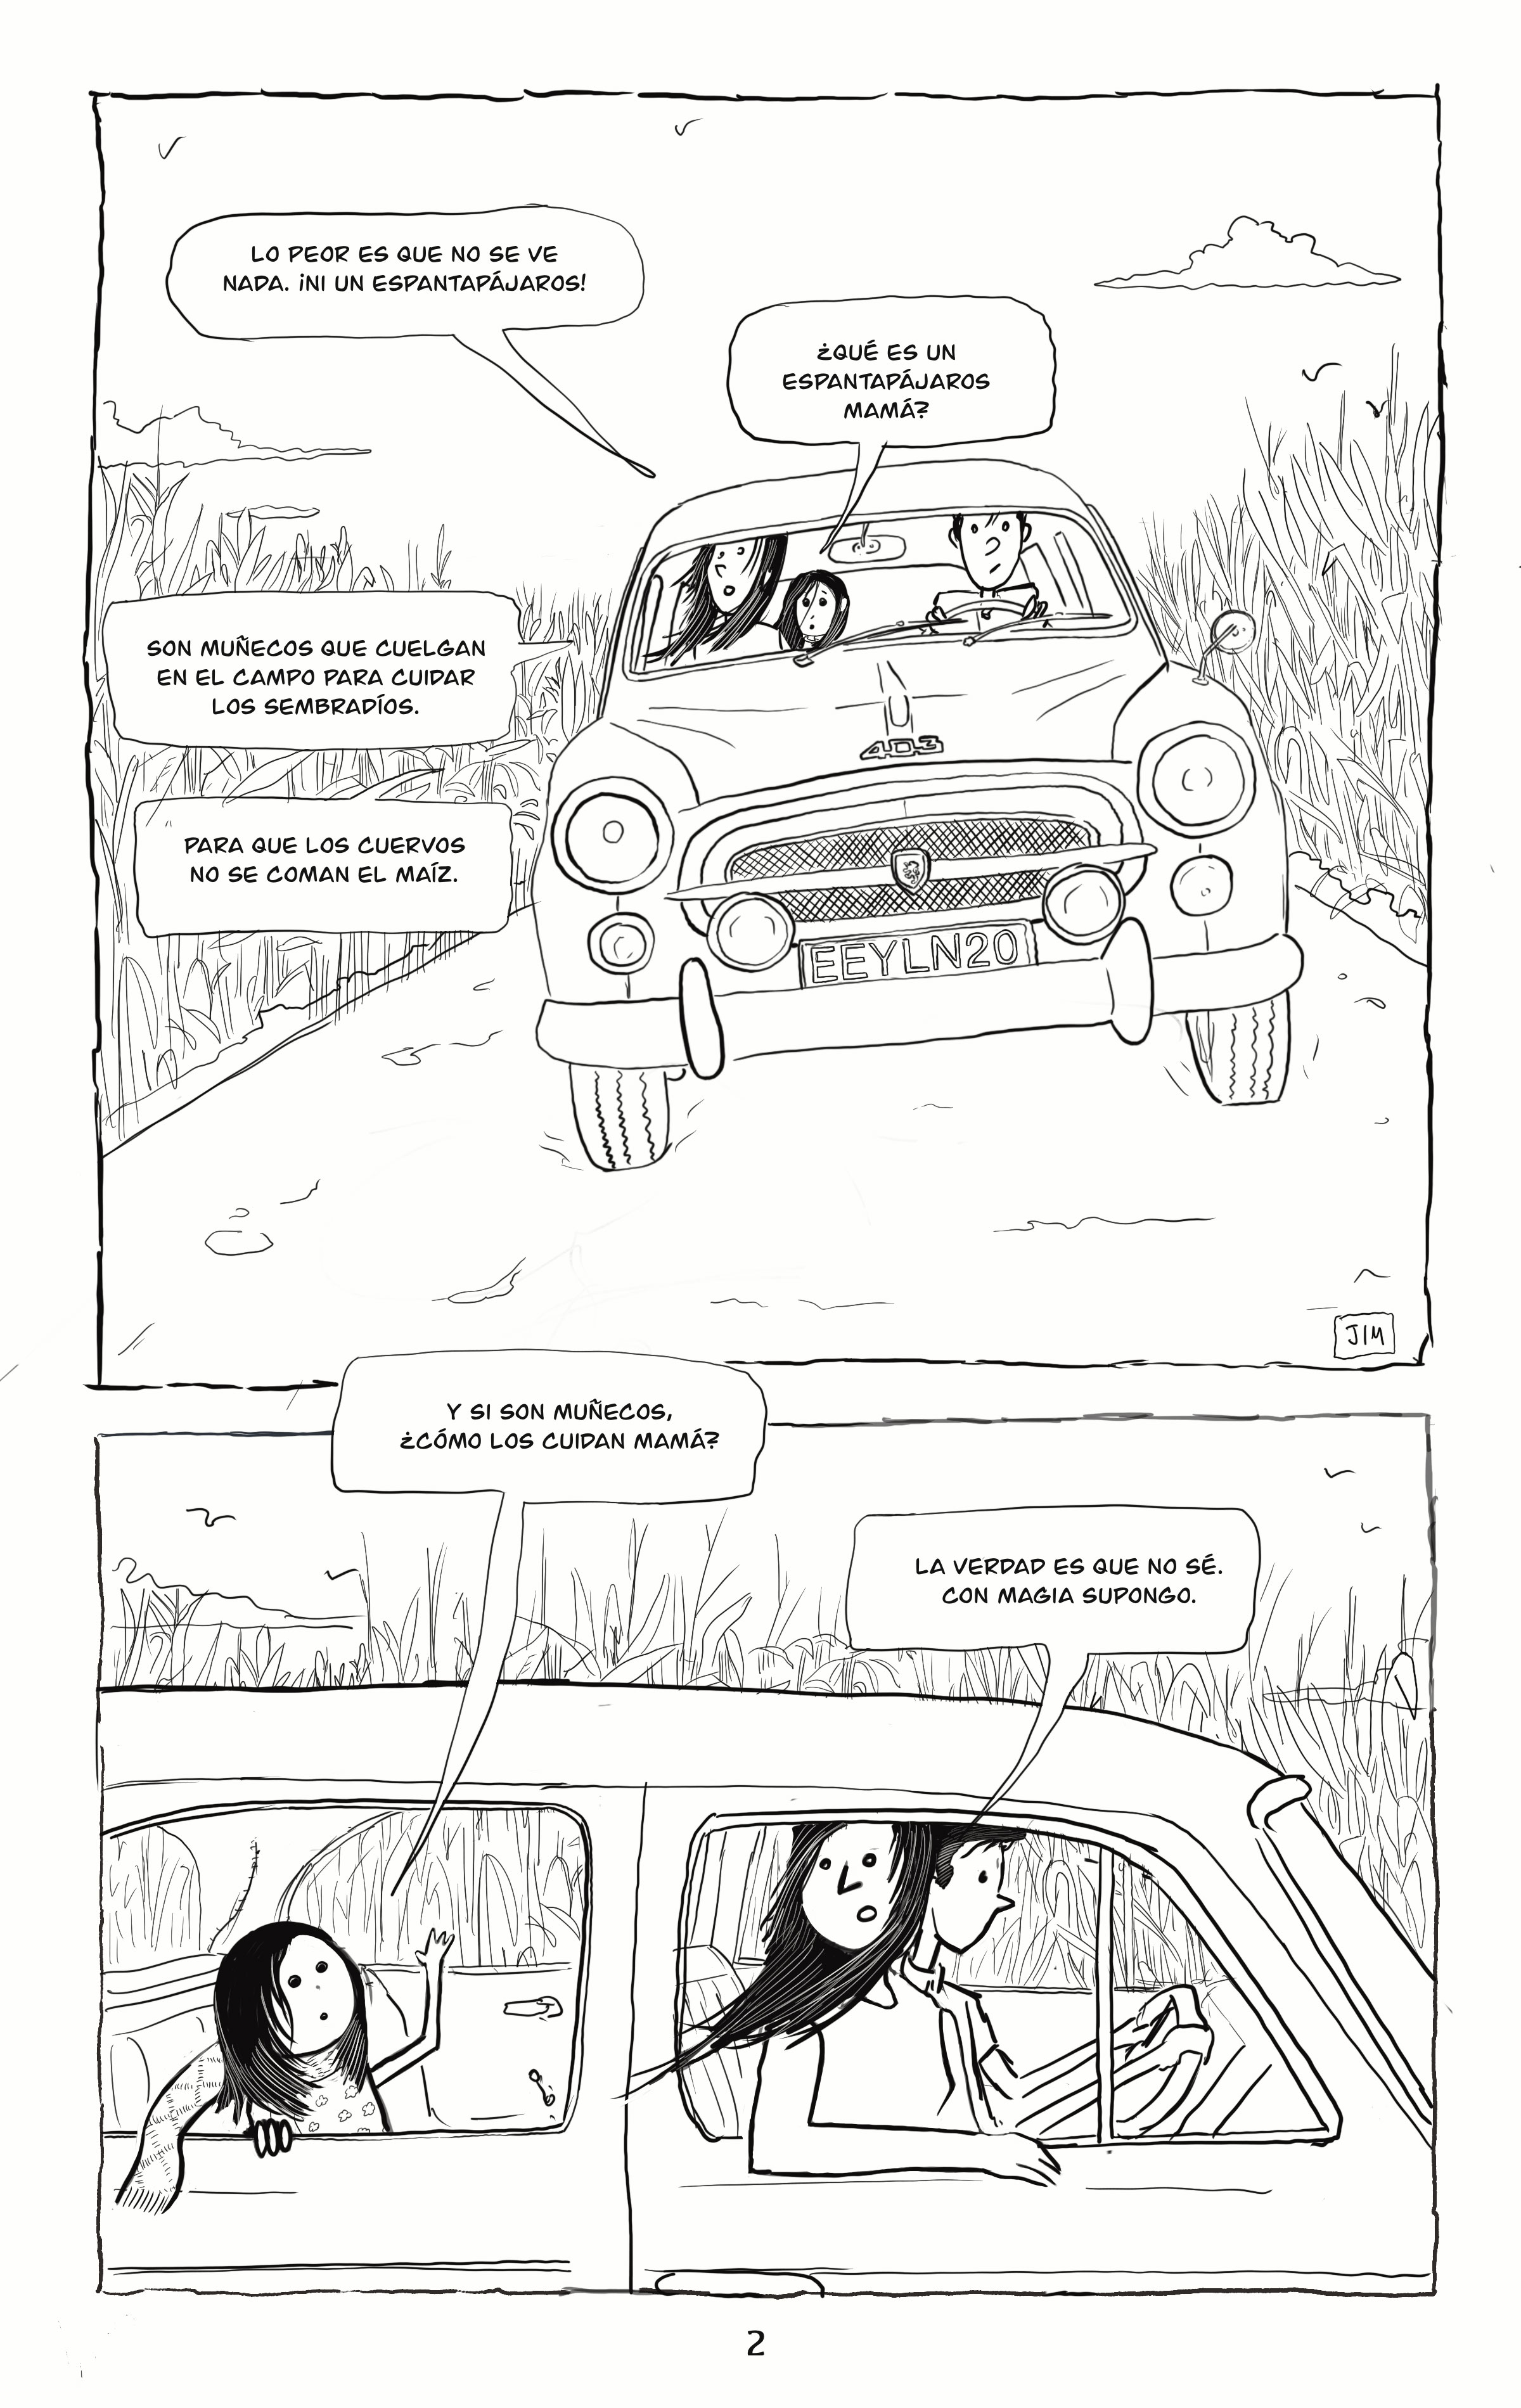 LO PEOR ES QUE NO SE VE
NADA. ¡NI UN ESPANTAPÁJAROS!
¿QUÉ ES UN
ESPANTAPÁJAROS
MAMÁ?
SON MUÑECOS QUE CUELGAN
EN EL CAMPO PARA CUIDAR
LOS SEMBRADÍOS.
403
PARA QUE LOS CUERVOS
NO SE COMAN EL MAÍZ.
EEYLN20
JIM
Y SI SON MUÑECOS,
¿CÓMO LOS CUIDAN MAMÁ?
LA VERDAD ES QUE NO SÉ.
CON MAGIA SUPONGO.
2